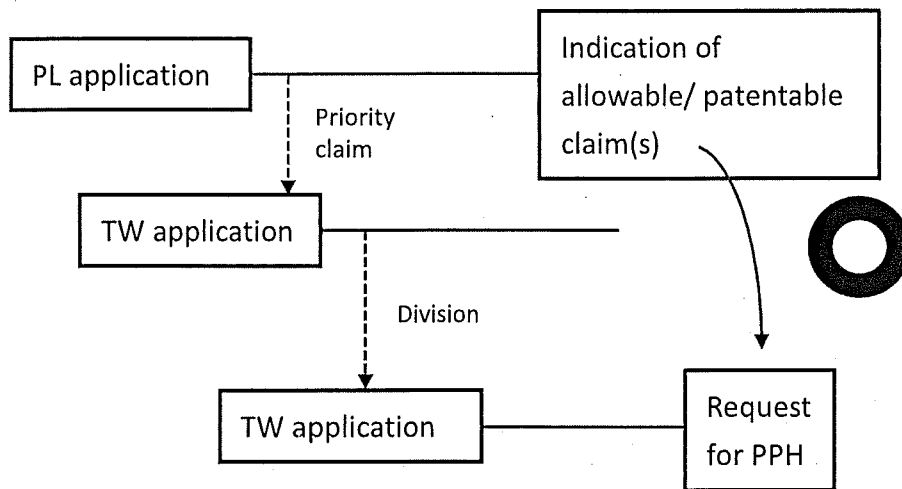 PL application
Indication of
allowable/ patentable
claim(s)
Priority
claim
TW application
Division
TW application
Request
for PPH